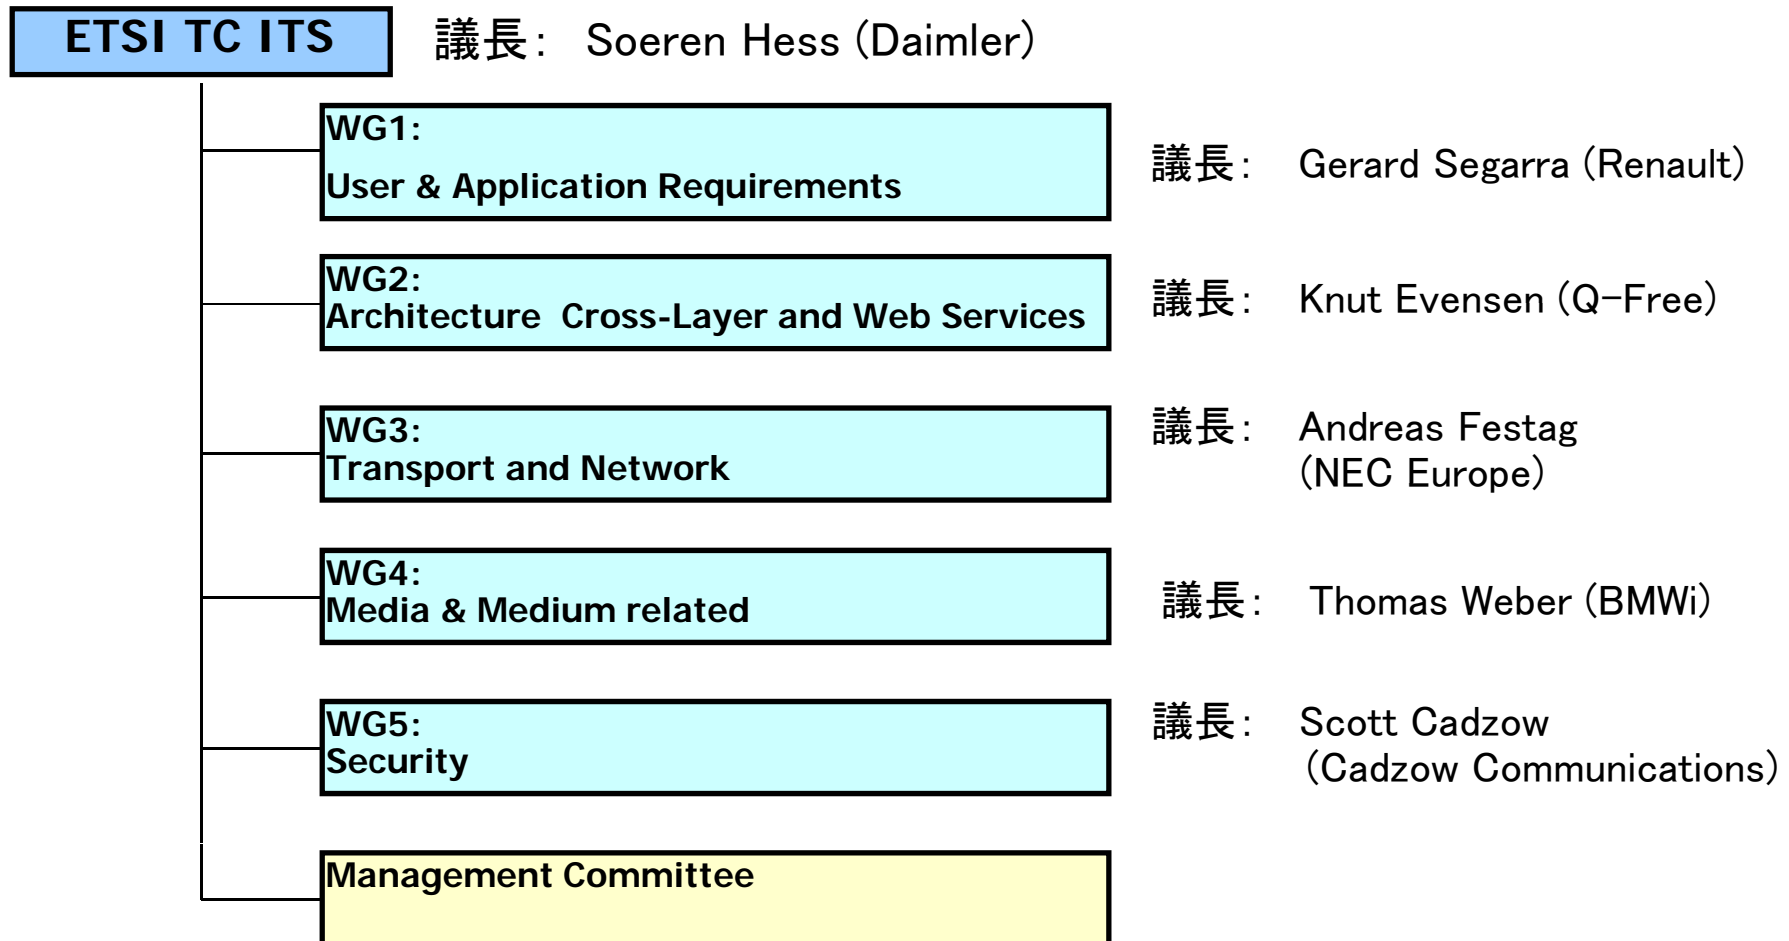 ETSI TC ITS 議長: Soeren Hess (Daimler)
WG1:
User & Application Requirements
議長: Gerard Segarra (Renault)
WG2:
Architecture Cross-Layer and Web Services
議長: Knut Evensen (Q-Free)
WG3:
Transport and Network
議長: Andreas Festag
(NEC Europe)
WG4:
Media & Medium related
議長: Thomas Weber (BMWi)
WG5:
Security
議長: Scott Cadzow
(Cadzow Communications)
Management Committee